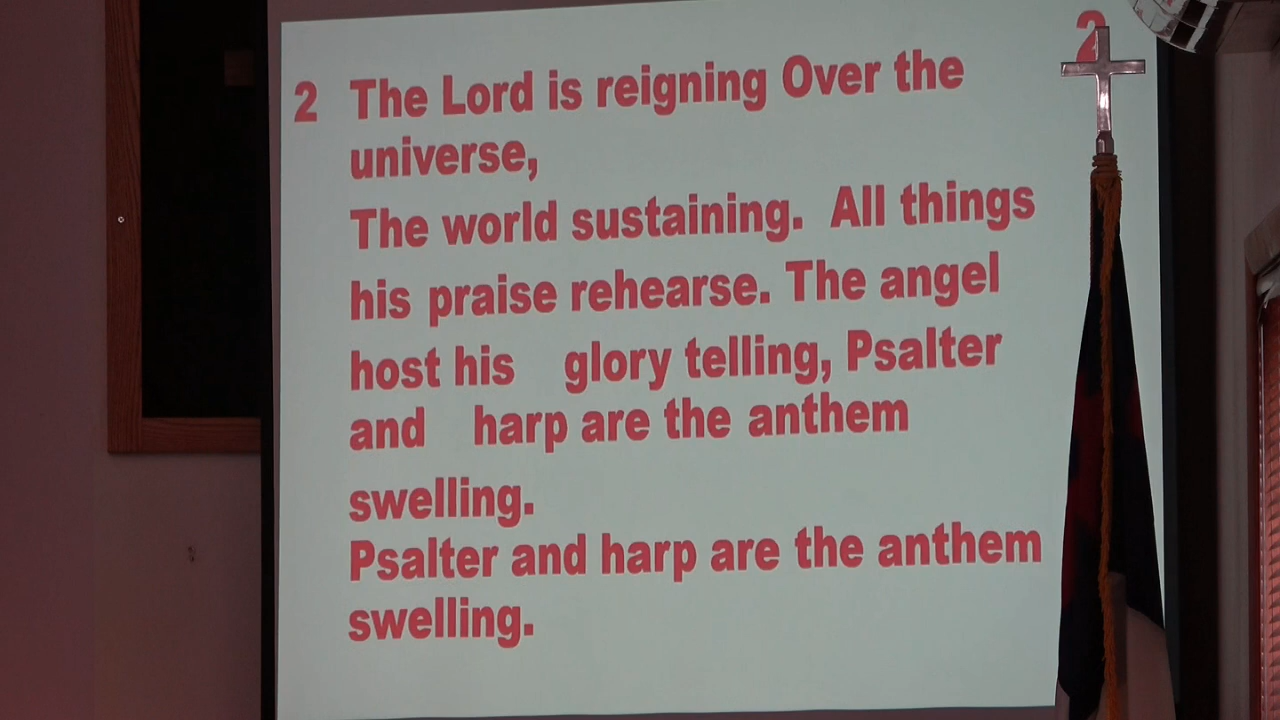 2
2 The Lord is reigning Over the
universe,
The world sustaining. All things
his praise rehearse. The angel
host his glory telling, Psalter
and harp are the anthem
swelling.
Psalter and harp are the anthem
swelling.